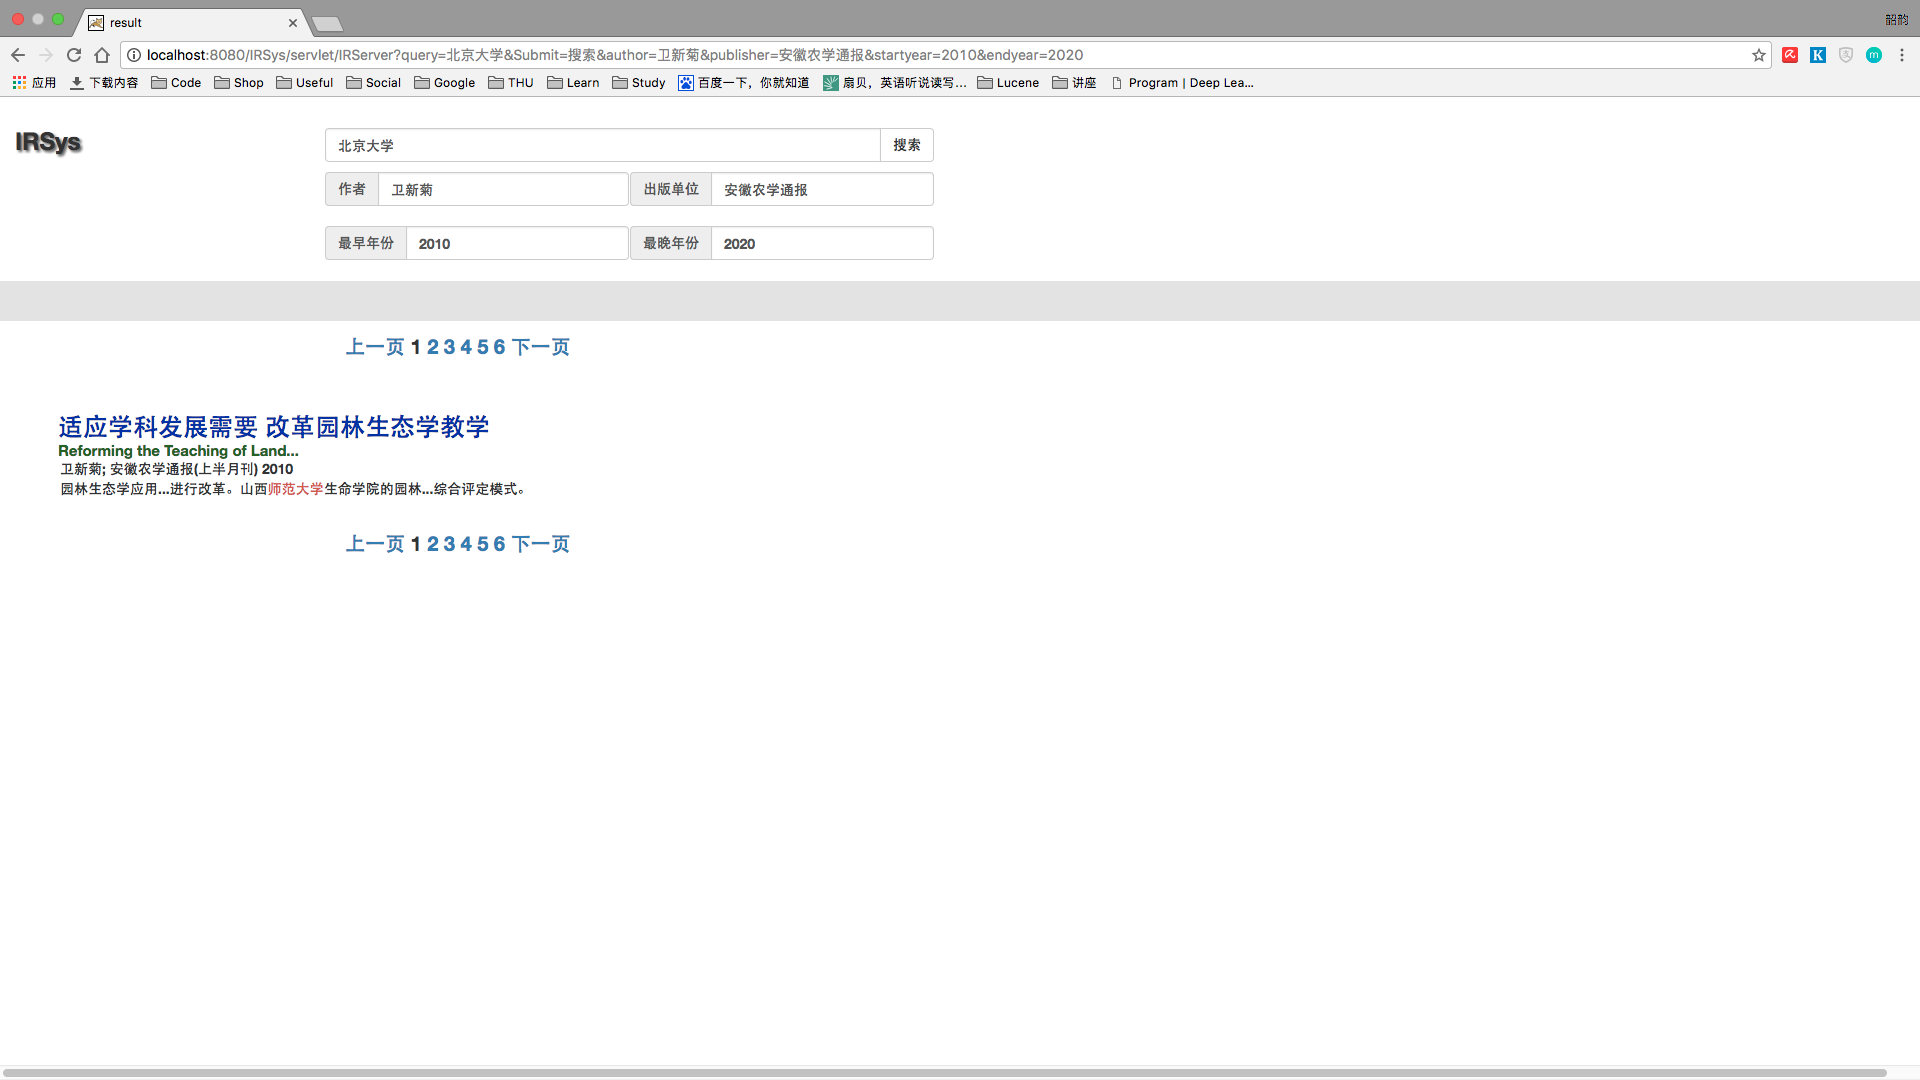 result
韶韵
localhost:8080/IRSys/servlet/IRServer?query=北京大学&Submit=搜索&author=卫新菊&publisher=安徽农学通报&startyear=2010&endyear=2020
应用 下载内容 Code Shop Useful Social Google THU Learn Study 百度一下，你就知道 扇贝，英语听说读写... Lucene 讲座 Program | Deep Lea...
IRSys
北京大学 搜索
作者 卫新菊 出版单位 安徽农学通报
最早年份 2010 最晚年份 2020
上一页 1 2 3 4 5 6 下一页
适应学科发展需要 改革园林生态学教学
Reforming the Teaching of Land...
卫新菊; 安徽农学通报(上半月刊) 2010
园林生态学应用...进行改革。山西师范大学生命学院的园林...综合评定模式。
上一页 1 2 3 4 5 6 下一页